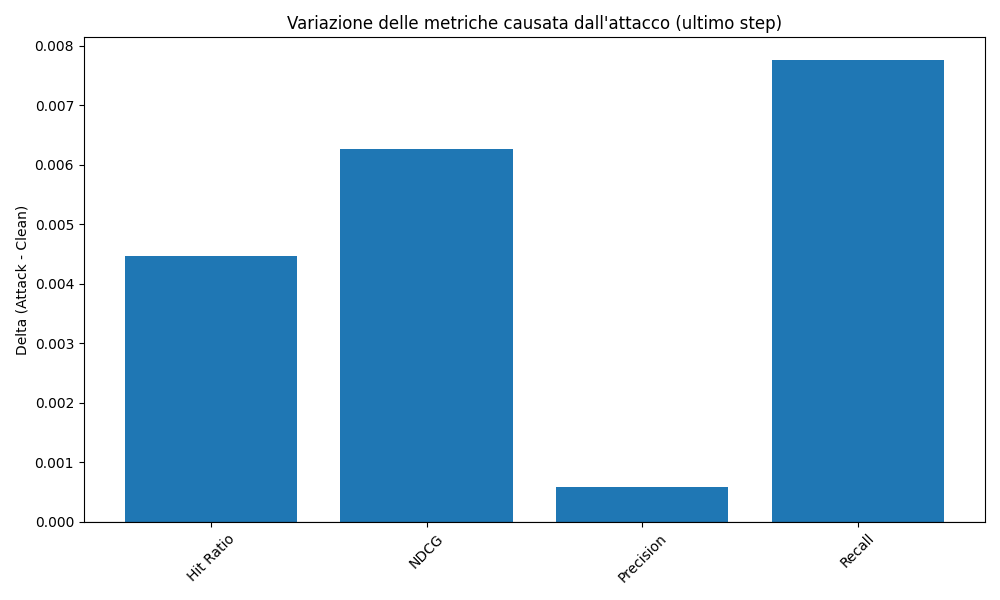 Variazione delle metriche causata dall'attacco (ultimo step)
Delta (Attack - Clean)
0.008
0.007
0.006
0.005
0.004
0.003
0.002
0.001
0.000
Hit Ratio
NDCG
Precision
Recall